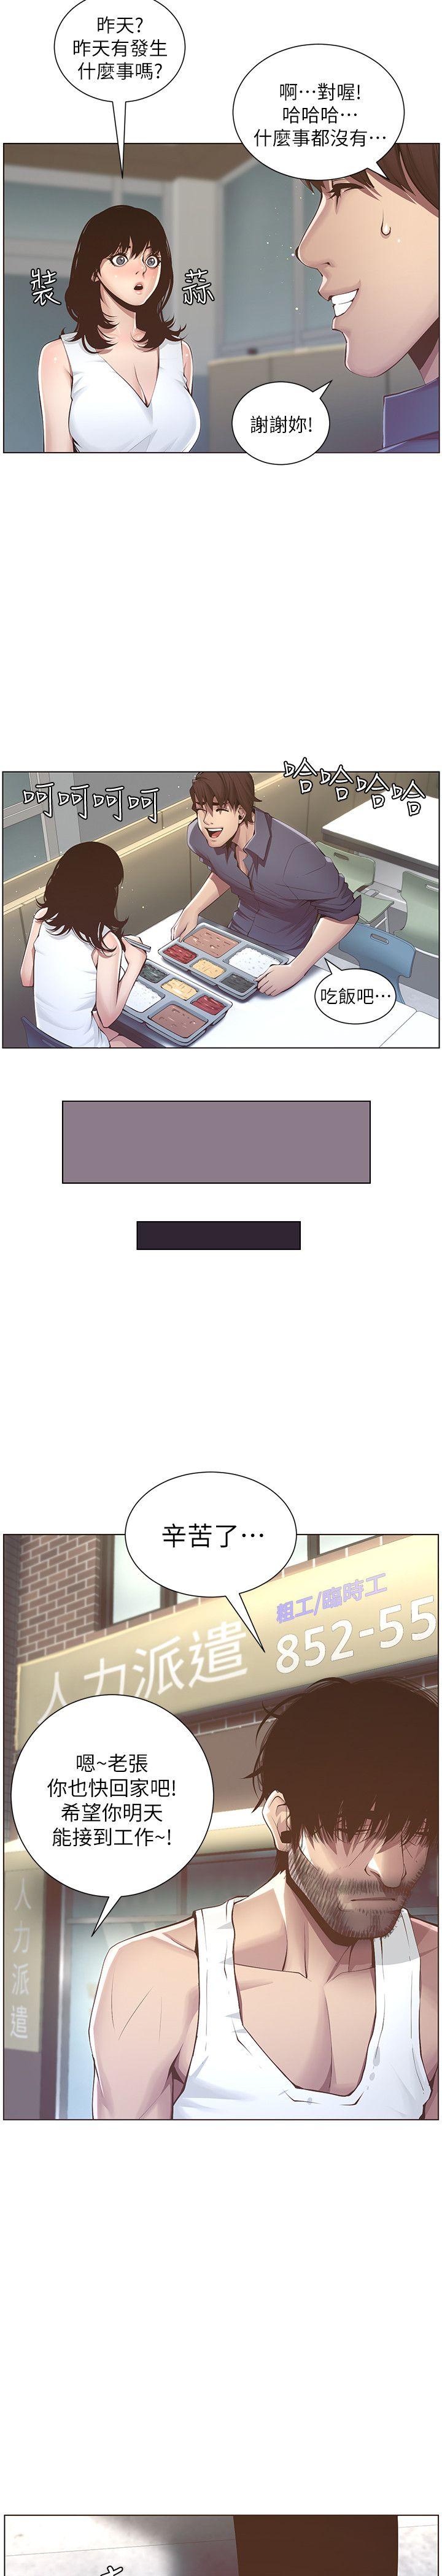 昨天?
昨天有發生
什麼事嗎?
啊…對喔!
哈哈哈…
什麼事都沒有…
裝蒜
謝謝妳!
呵呵呵呵
哈哈哈哈
吃飯吧…
辛苦了…
粗工/臨時工
人力派遣
852-55
嗯~老張
你也快回家吧!
希望你明天
能接到工作~!
人力派遣